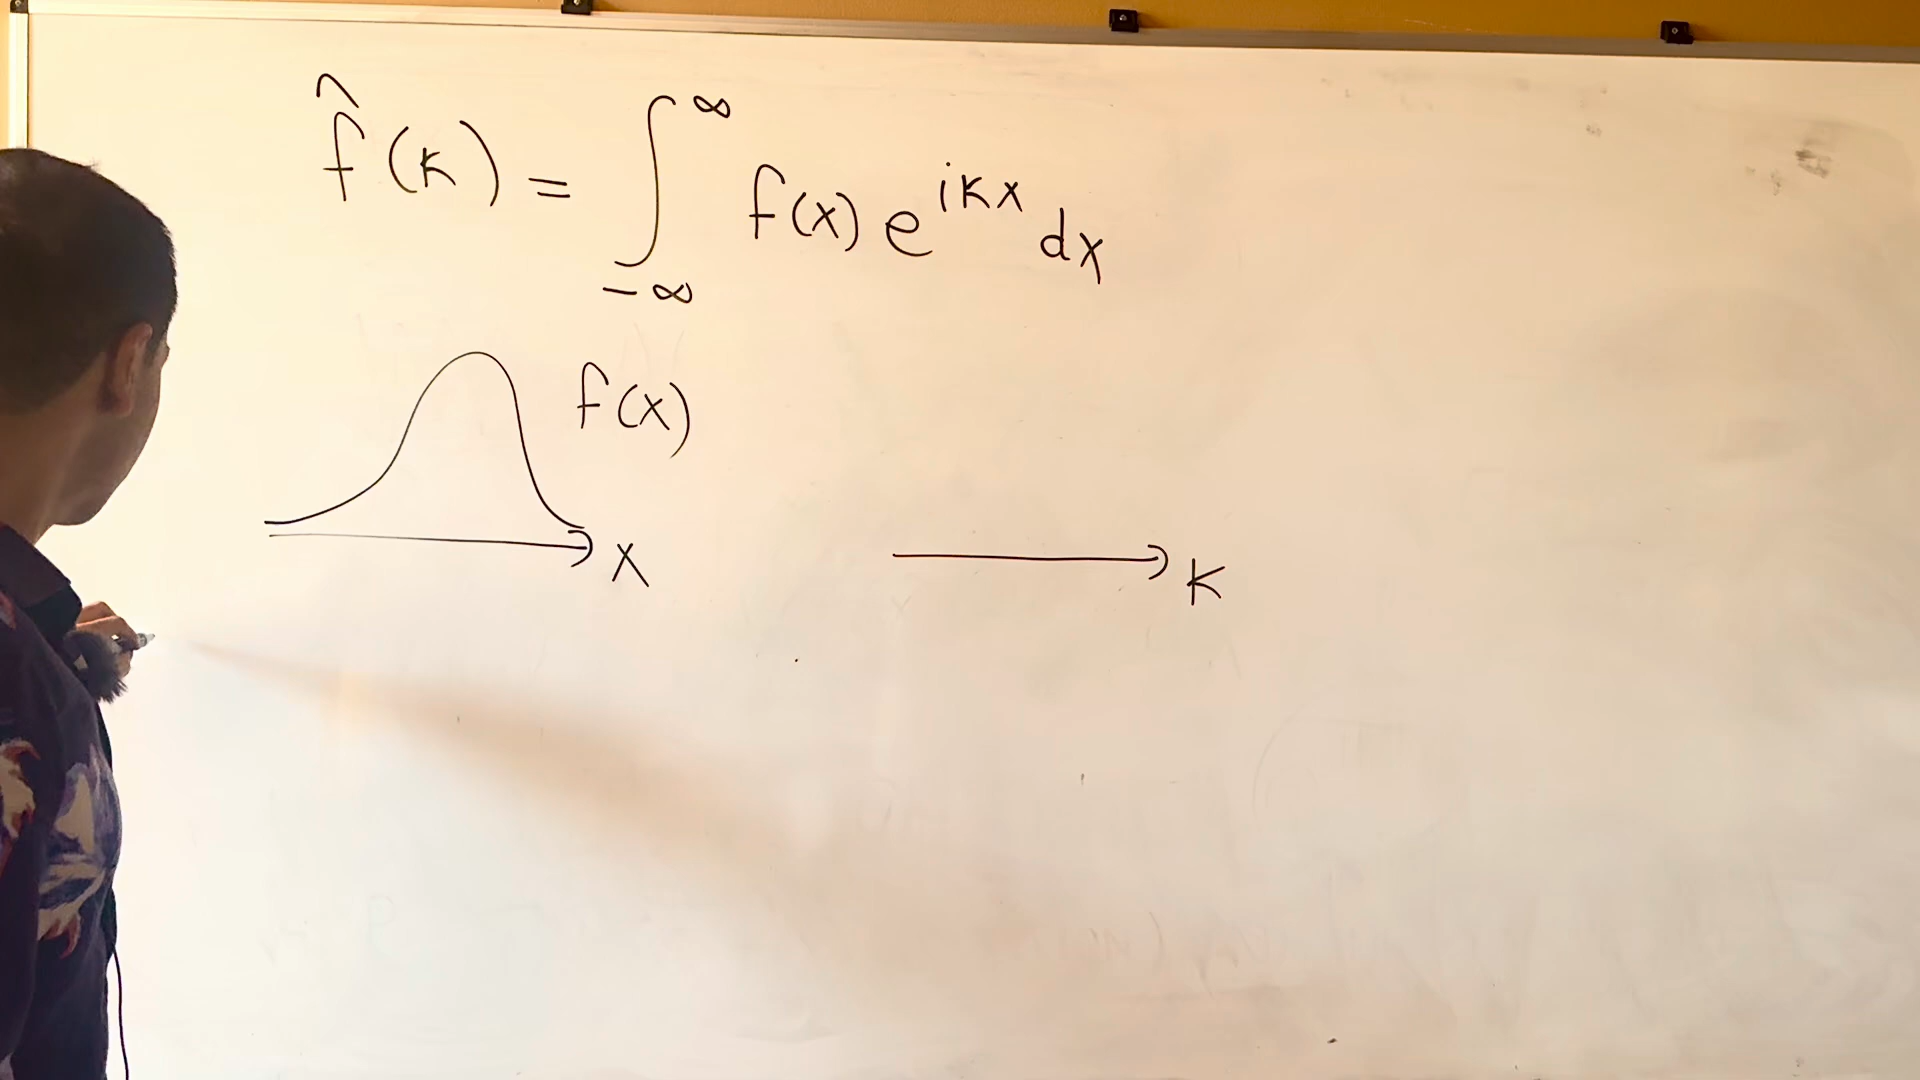 f̂(k) = ∫_{-∞}^{∞} f(x) e^{ikx} dx
f(x)
x
k